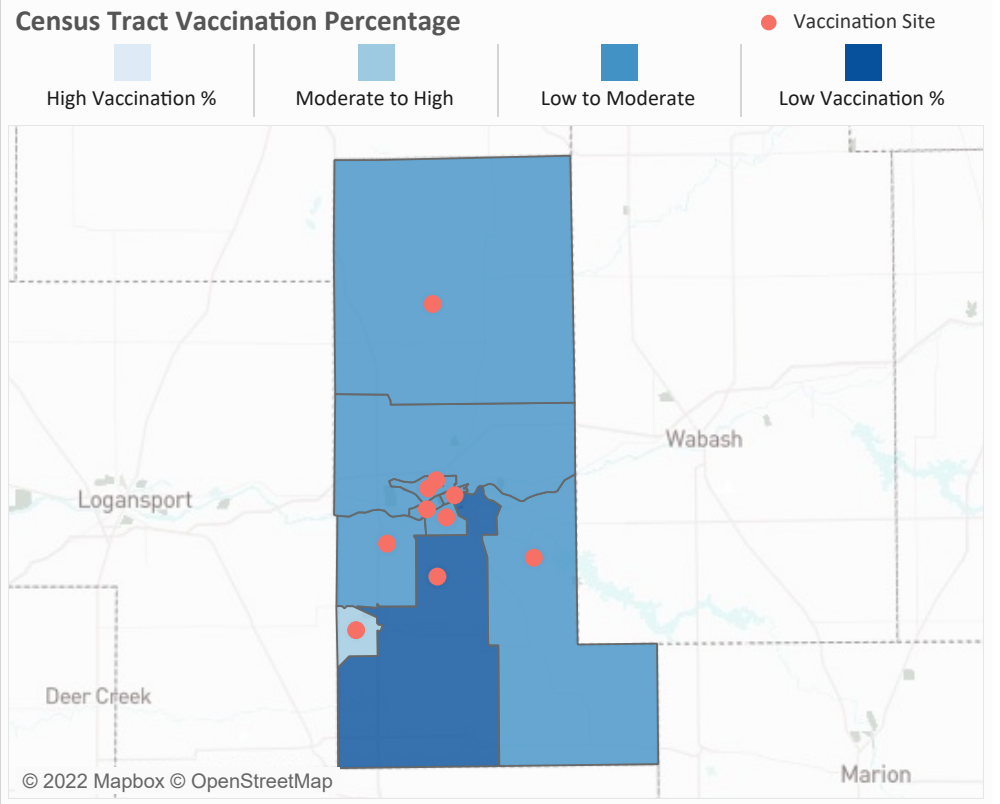 Census Tract Vaccination Percentage
Vaccination Site
High Vaccination %
Moderate to High
Low to Moderate
Low Vaccination %
Wabash
Logansport
Deer Creek
Marion
© 2022 Mapbox © OpenStreetMap